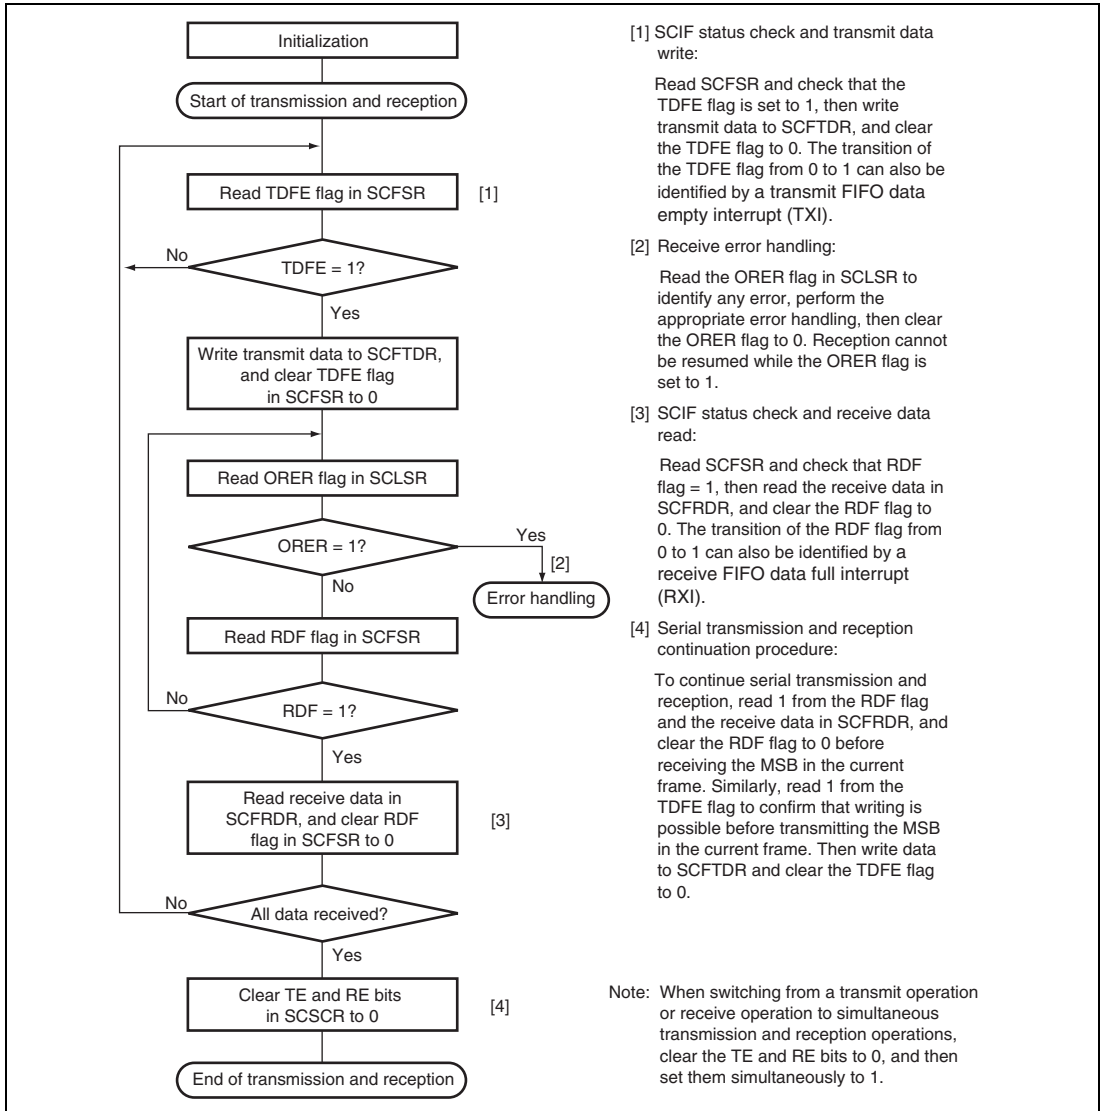 Initialization
Start of transmission and reception
Read TDFE flag in SCFSR
[1]
No
TDFE = 1?
Yes
Write transmit data to SCFTDR,
and clear TDFE flag
in SCFSR to 0
Read ORER flag in SCLSR
ORER = 1?
Yes
[2]
Error handling
No
Read RDF flag in SCFSR
No
RDF = 1?
Yes
Read receive data in
SCFRDR, and clear RDF
flag in SCFSR to 0
[3]
No
All data received?
Yes
Clear TE and RE bits
in SCSCR to 0
[4]
End of transmission and reception
[1] SCIF status check and transmit data
write:
Read SCFSR and check that the
TDFE flag is set to 1, then write
transmit data to SCFTDR, and clear
the TDFE flag to 0. The transition of
the TDFE flag from 0 to 1 can also be
identified by a transmit FIFO data
empty interrupt (TXI).
[2] Receive error handling:
Read the ORER flag in SCLSR to
identify any error, perform the
appropriate error handling, then clear
the ORER flag to 0. Reception cannot
be resumed while the ORER flag is
set to 1.
[3] SCIF status check and receive data
read:
Read SCFSR and check that RDF
flag = 1, then read the receive data in
SCFRDR, and clear the RDF flag to
0. The transition of the RDF flag from
0 to 1 can also be identified by a
receive FIFO data full interrupt
(RXI).
[4] Serial transmission and reception
continuation procedure:
To continue serial transmission and
reception, read 1 from the RDF flag
and the receive data in SCFRDR, and
clear the RDF flag to 0 before
receiving the MSB in the current
frame. Similarly, read 1 from the
TDFE flag to confirm that writing is
possible before transmitting the MSB
in the current frame. Then write data
to SCFTDR and clear the TDFE flag
to 0.
Note: When switching from a transmit operation
or receive operation to simultaneous
transmission and reception operations,
clear the TE and RE bits to 0, and then
set them simultaneously to 1.